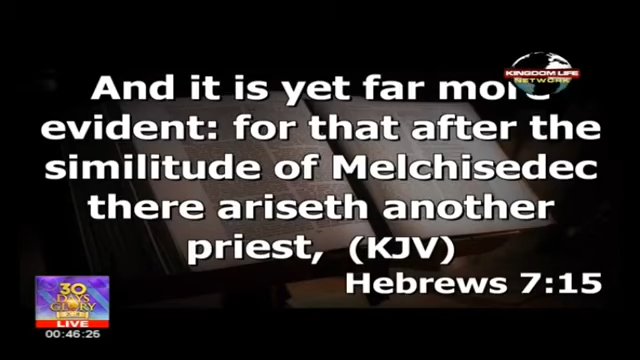 KINGDOM LIFE
NETWORK
And it is yet far more
evident: for that after the
similitude of Melchisedec
there ariseth another
priest, (KJV)
Hebrews 7:15
30
DAYS
GLORY
LIVE
00:46:25